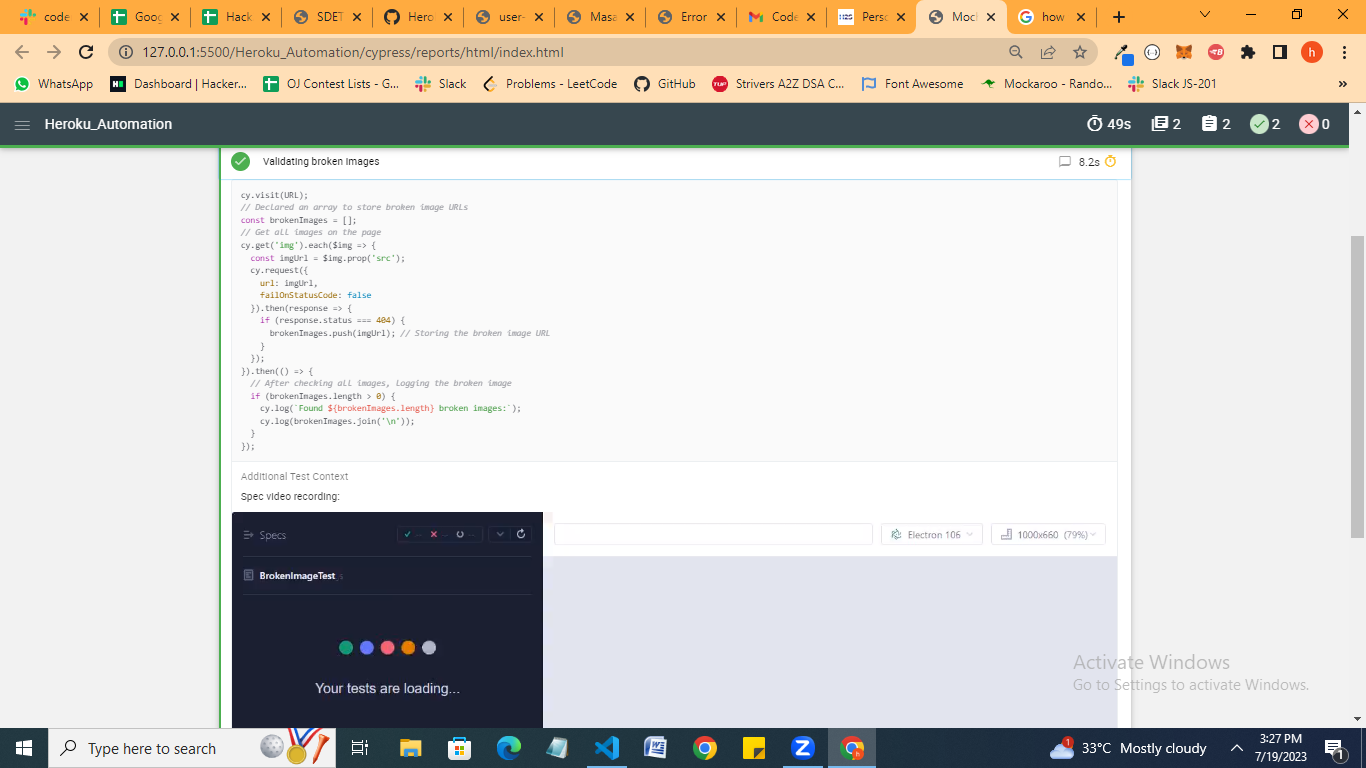 code
Goog
Hack
SDET
Hero
user-
Masa
Error
Code
Perso
Mocl
how
127.0.0.1:5500/Heroku_Automation/cypress/reports/html/index.html
WhatsApp
Dashboard | Hacker...
OJ Contest Lists - G...
Slack
Problems - LeetCode
GitHub
Strivers A2Z DSA C...
Font Awesome
Mockaroo - Rando...
Slack JS-201
»
Heroku_Automation
49s
2
2
2
0
Validating broken images
8.2s
cy.visit(URL);
// Declared an array to store broken image URLs
const brokenImages = [];
// Get all images on the page
cy.get('img').each($img => {
const imgUrl = $img.prop('src');
cy.request({
url: imgUrl,
failOnStatusCode: false
}).then(response => {
if (response.status === 404) {
brokenImages.push(imgUrl); // Storing the broken image URL
}
});
}).then(() => {
// After checking all images, logging the broken image
if (brokenImages.length > 0) {
cy.log(`Found ${brokenImages.length} broken images:`);
cy.log(brokenImages.join('\n'));
}
});
Additional Test Context
Spec video recording:
Specs
-- -- --
Electron 106
1000x660 (79%)
BrokenImageTest
Your tests are loading...
Activate Windows
Go to Settings to activate Windows.
Type here to search
1
33°C Mostly cloudy
3:27 PM
7/19/2023
1